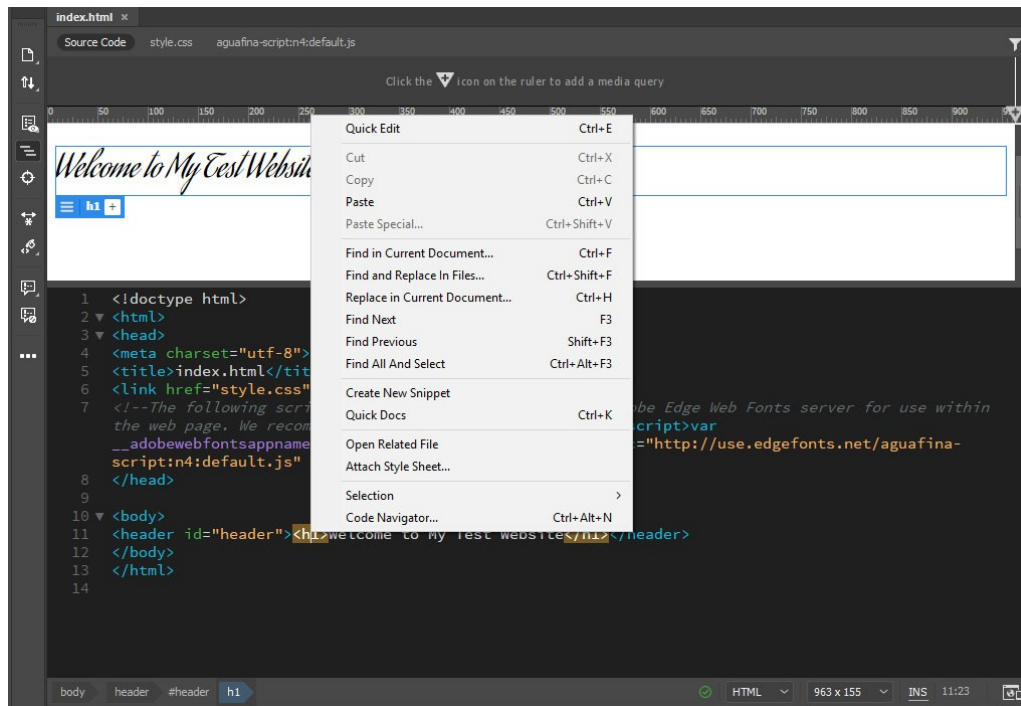 index.html ×
Source Code style.css aguafina-script:n4:default.js
Click the icon on the ruler to add a media query
0 50 100 150 200 250 300 350 400 450 500 550 600 650 700 750 800 850 900
Welcome to My Test Website
h1 +
Quick Edit Ctrl+E
Cut Ctrl+X
Copy Ctrl+C
Paste Ctrl+V
Paste Special... Ctrl+Shift+V
Find in Current Document... Ctrl+F
Find and Replace In Files... Ctrl+Shift+F
Replace in Current Document... Ctrl+H
Find Next F3
Find Previous Shift+F3
Find All And Select Ctrl+Alt+F3
Create New Snippet
Quick Docs Ctrl+K
Open Related File
Attach Style Sheet...
Selection >
Code Navigator... Ctrl+Alt+N
1 <!doctype html>
2 <html>
3 <head>
4 <meta charset="utf-8">
5 <title>index.html</tit
6 <link href="style.css"
7 <!--The following scri be Edge Web Fonts server for use within
the web page. We recom cript>var
__adobewebfontsappname ="http://use.edgefonts.net/aguafina-
script:n4:default.js"
8 </head>
9
10 <body>
11 <header id="header"><h1>Welcome to My Test Website</h1></header>
12 </body>
13 </html>
14
body header #header h1 HTML 963 x 155 INS 11:23